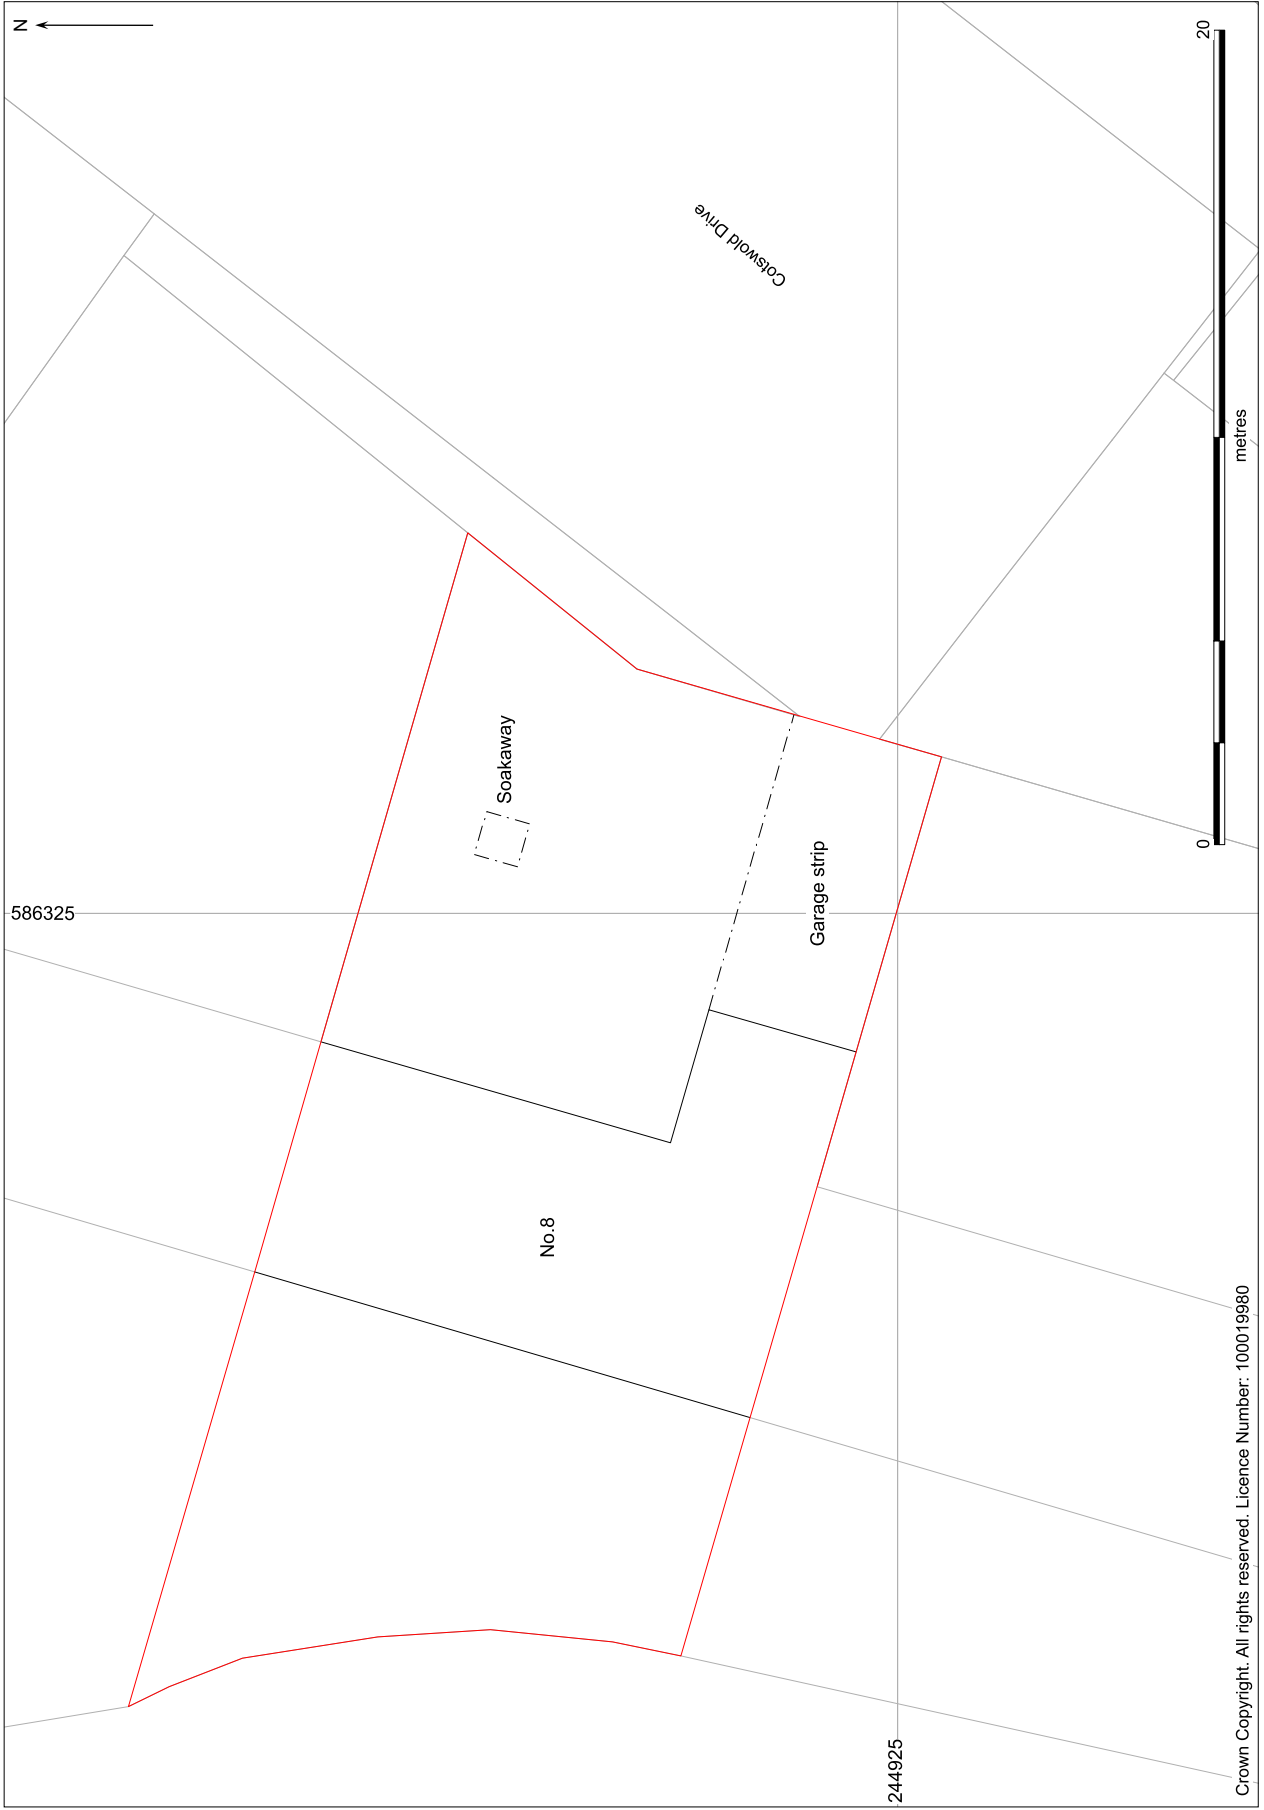 N
20
Cotswold Drive
metres
Soakaway
0
Garage strip
586325
No.8
244925
Crown Copyright. All rights reserved. Licence Number: 100019980